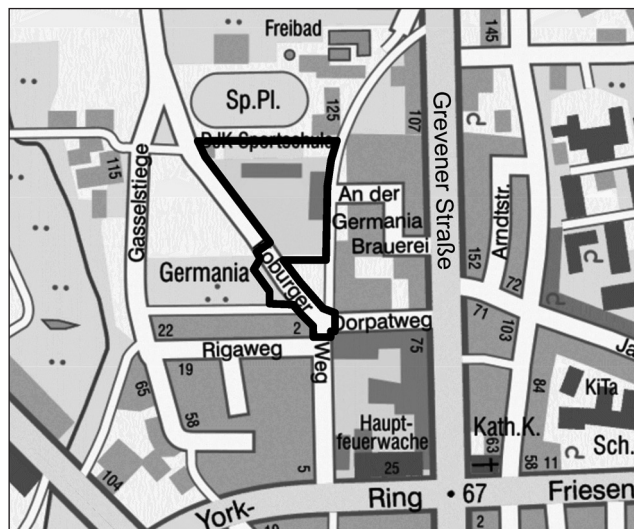 Freibad
145
Sp.Pl.
125
107
Grevener Straße
DJK Sportschule
115
Gasselstiege
An der
Germania
Brauerei
Arndtstr.
152
72
Germania
oburger
Weg
22
2
Dorpatweg
71
103
Ja
Rigaweg
75
19
65
58
84
KiTa
Haupt-
feuerwache
Kath.K.
63
Sch.
104
5
25
58
11
York-
Ring
67
Friesen
2